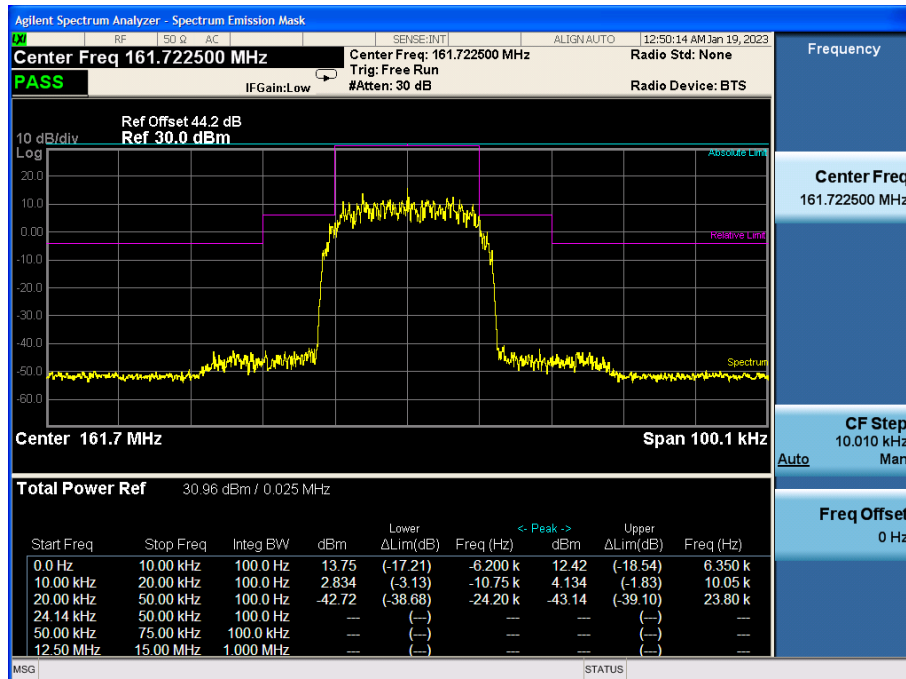 Agilent Spectrum Analyzer - Spectrum Emission Mask
LXI RF 50 Ω AC SENSE:INT ALIGN AUTO 12:50:14 AM Jan 19, 2023
Center Freq 161.722500 MHz
Center Freq: 161.722500 MHz Radio Std: None
Trig: Free Run
PASS IFGain:Low #Atten: 30 dB Radio Device: BTS
Ref Offset 44.2 dB
10 dB/div Ref 30.0 dBm
Log
Absolute Limit
20.0
10.0
0.00
Relative Limit
-10.0
-20.0
-30.0
-40.0
Spectrum
-50.0
-60.0
Center 161.7 MHz Span 100.1 kHz
Total Power Ref 30.96 dBm / 0.025 MHz
Lower <- Peak -> Upper
Start Freq Stop Freq Integ BW dBm ΔLim(dB) Freq (Hz) dBm ΔLim(dB) Freq (Hz)
0.0 Hz 10.00 kHz 100.0 Hz 13.75 (-17.21) -6.200 k 12.42 (-18.54) 6.350 k
10.00 kHz 20.00 kHz 100.0 Hz 2.834 (-3.13) -10.75 k 4.134 (-1.83) 10.05 k
20.00 kHz 50.00 kHz 100.0 Hz -42.72 (-38.68) -24.20 k -43.14 (-39.10) 23.80 k
24.14 kHz 50.00 kHz 100.0 Hz --- (---) --- --- (---) ---
50.00 kHz 75.00 kHz 100.0 kHz --- (---) --- --- (---) ---
12.50 MHz 15.00 MHz 1.000 MHz --- (---) --- --- (---) ---
MSG STATUS
Frequency
Center Freq
161.722500 MHz
CF Step
10.010 kHz
Auto Man
Freq Offset
0 Hz